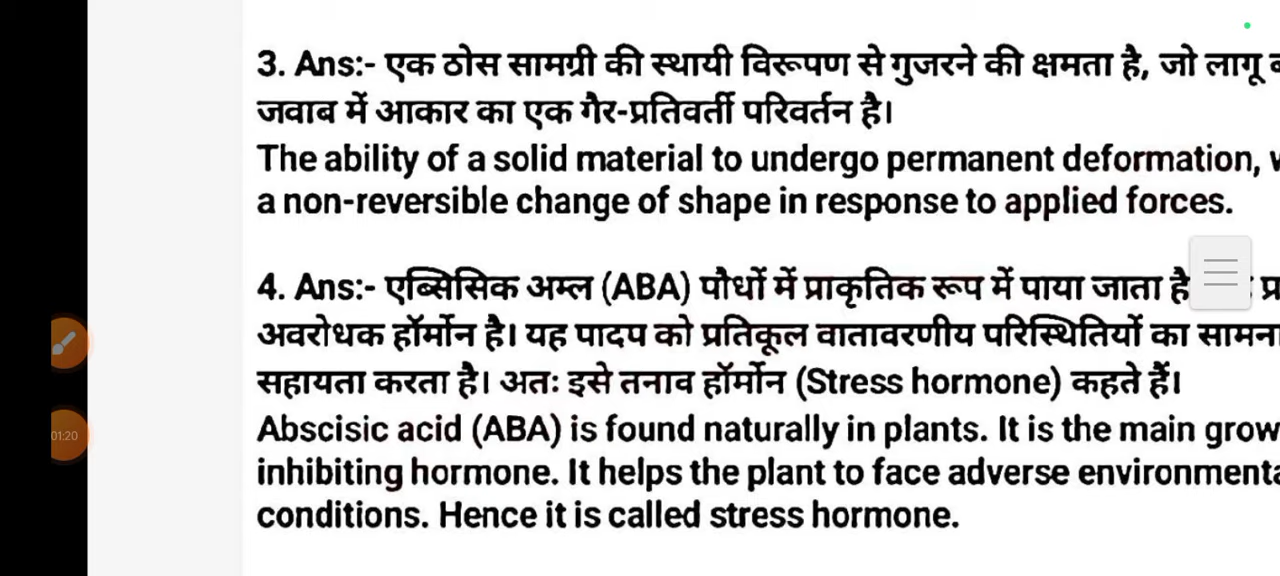 3. Ans:- एक ठोस सामग्री की स्थायी विरूपण से गुजरने की क्षमता है, जो लागू
जवाब में आकार का एक गैर-प्रतिवर्ती परिवर्तन है।
The ability of a solid material to undergo permanent deformation,
a non-reversible change of shape in response to applied forces.
4. Ans:- एब्सिसिक अम्ल (ABA) पौधों में प्राकृतिक रूप में पाया जाता है
अवरोधक हॉर्मोन है। यह पादप को प्रतिकूल वातावरणीय परिस्थितियों का सामना
सहायता करता है। अतः इसे तनाव हॉर्मोन (Stress hormone) कहते हैं।
Abscisic acid (ABA) is found naturally in plants. It is the main grow
inhibiting hormone. It helps the plant to face adverse environmenta
conditions. Hence it is called stress hormone.
01:20